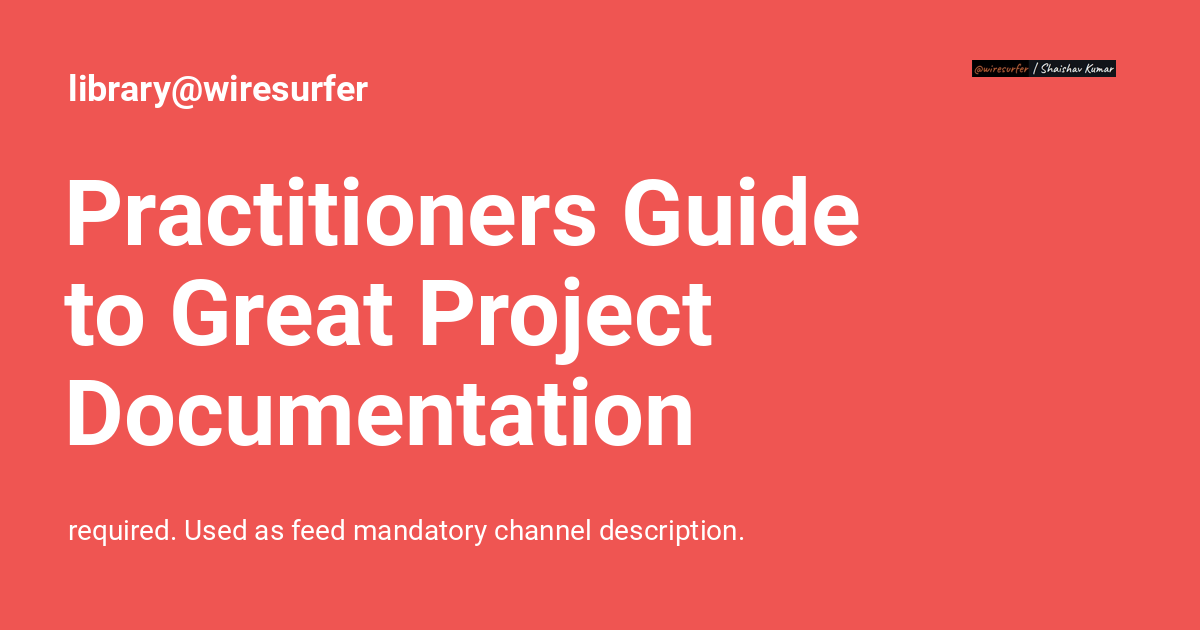 library@wiresurfer
@wiresurfer | Shaishav Kumar
Practitioners Guide
to Great Project
Documentation
required. Used as feed mandatory channel description.